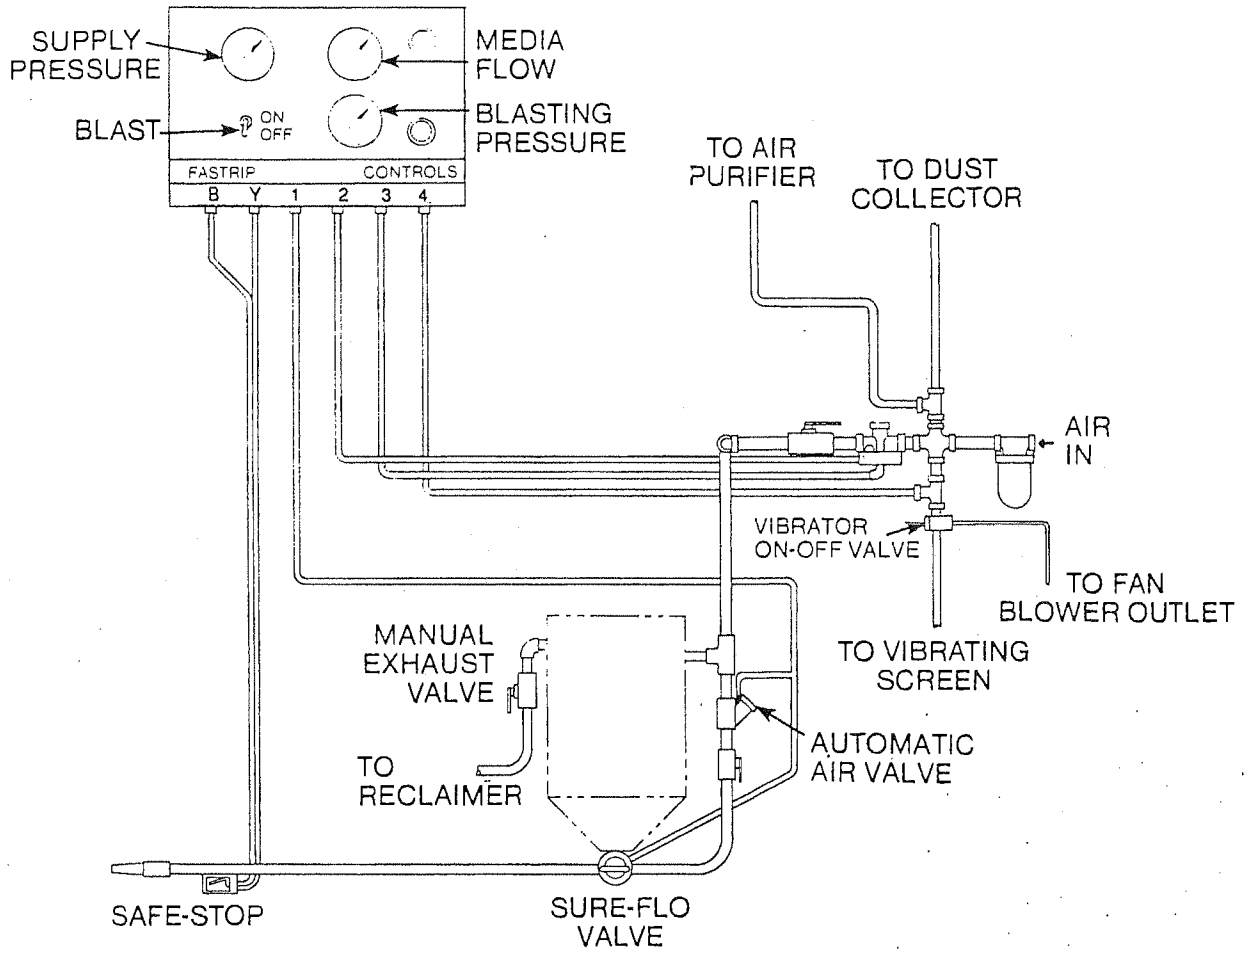 SUPPLY
PRESSURE
MEDIA
FLOW
BLAST
ON
OFF
BLASTING
PRESSURE
FASTRIP
CONTROLS
B Y 1 2 3 4
TO AIR
PURIFIER
TO DUST
COLLECTOR
AIR
IN
VIBRATOR
ON-OFF VALVE
TO FAN
BLOWER OUTLET
TO VIBRATING
SCREEN
MANUAL
EXHAUST
VALVE
TO
RECLAIMER
AUTOMATIC
AIR VALVE
SAFE-STOP
SURE-FLO
VALVE